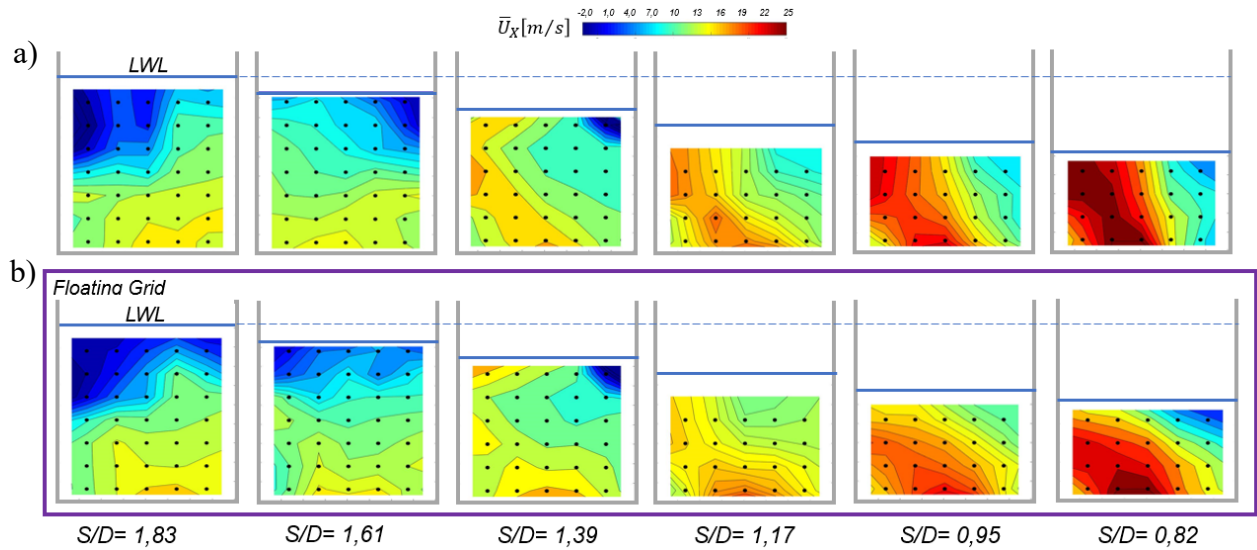 U̅X[m/s]
-2,0 1,0 4,0 7,0 10 13 16 19 22 25
a)
LWL
b)
Floating Grid
LWL
S/D= 1,83 S/D= 1,61 S/D= 1,39 S/D= 1,17 S/D= 0,95 S/D= 0,82